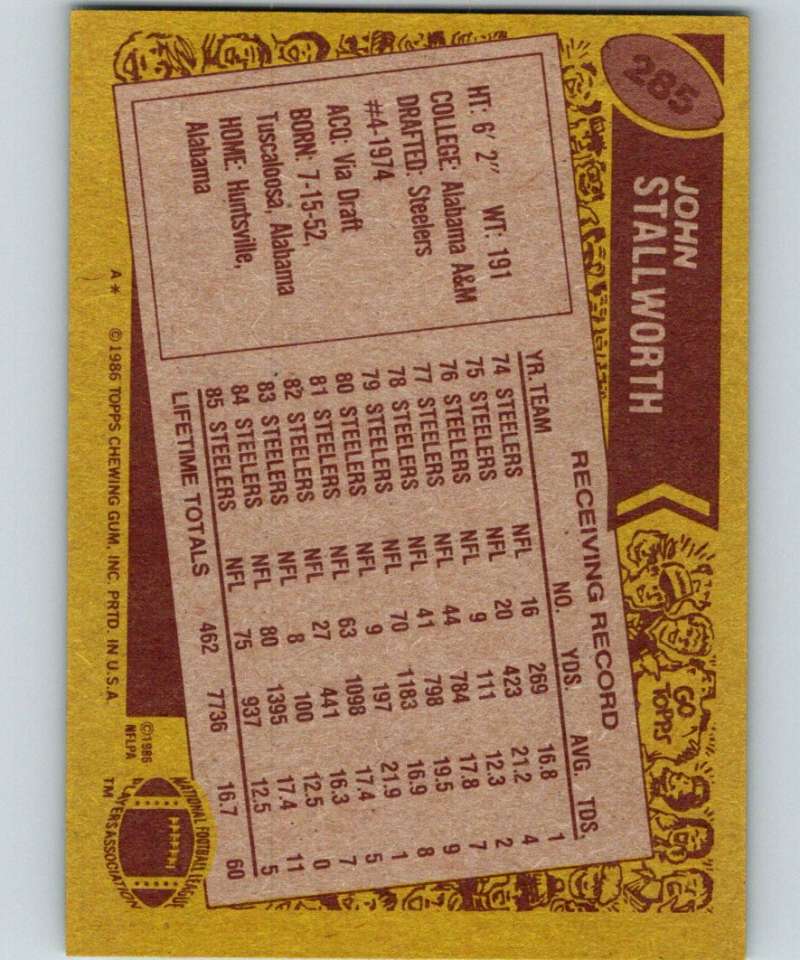 285
JOHN
STALLWORTH
HT: 6' 2" WT: 191
COLLEGE: Alabama A&M
DRAFTED: Steelers
#4-1974
ACQ: Via Draft
BORN: 7-15-52,
Tuscaloosa, Alabama
HOME: Huntsville,
Alabama
RECEIVING RECORD
YR. TEAM NO. YDS. AVG. TDS.
74 STEELERS NFL 16 269 16.8 1
75 STEELERS NFL 20 423 21.2 4
76 STEELERS NFL 9 111 12.3 2
77 STEELERS NFL 44 784 17.8 7
78 STEELERS NFL 41 798 19.5 9
79 STEELERS NFL 70 1183 16.9 8
80 STEELERS NFL 9 197 21.9 1
81 STEELERS NFL 63 1098 17.4 5
82 STEELERS NFL 27 441 16.3 7
83 STEELERS NFL 8 100 12.5 0
84 STEELERS NFL 80 1395 17.4 11
85 STEELERS NFL 75 937 12.5 5
LIFETIME TOTALS 462 7736 16.7 60
GO
TOPPS
A* ©1986 TOPPS CHEWING GUM, INC. PRTD. IN U.S.A.
©1986
NFLPA
NATIONAL FOOTBALL LEAGUE
PLAYERS ASSOCIATION
TM